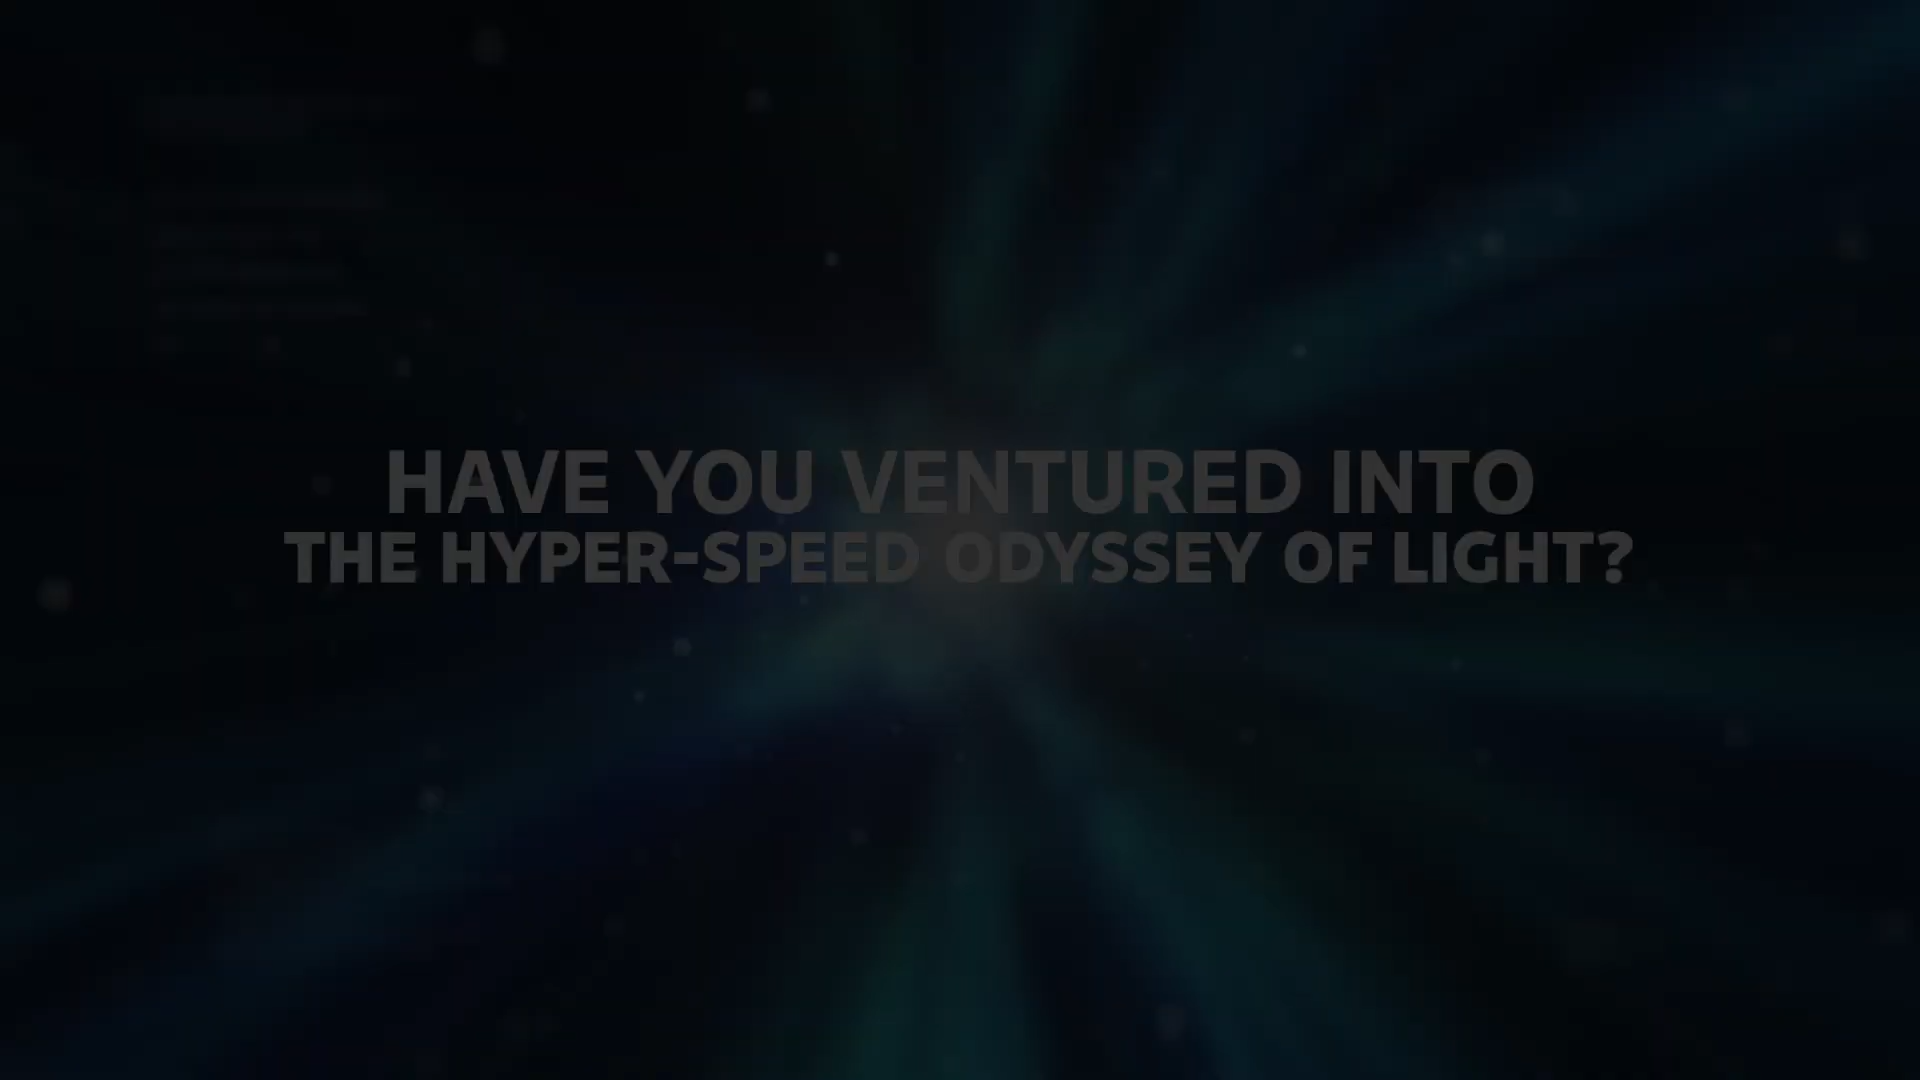 HAVE YOU VENTURED INTO
THE HYPER-SPEED ODYSSEY OF LIGHT?